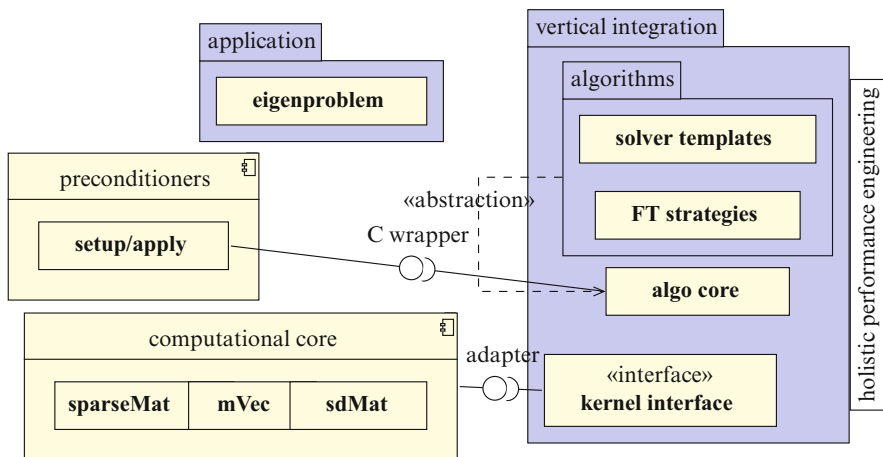 application
eigenproblem
vertical integration
algorithms
solver templates
FT strategies
algo core
«interface»
kernel interface
holistic performance engineering
preconditioners
setup/apply
«abstraction»
C wrapper
computational core
sparseMat mVec sdMat
adapter